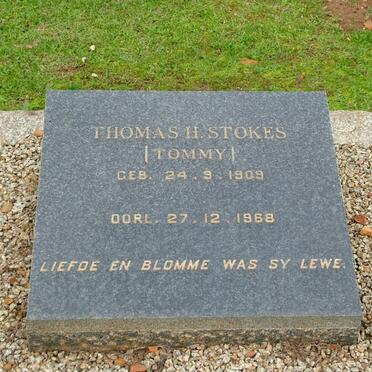 THOMAS H. STOKES
(TOMMY)
GEB. 24.9.1909
OORL. 27.12.1968
LIEFDE EN BLOMME WAS SY LEWE.